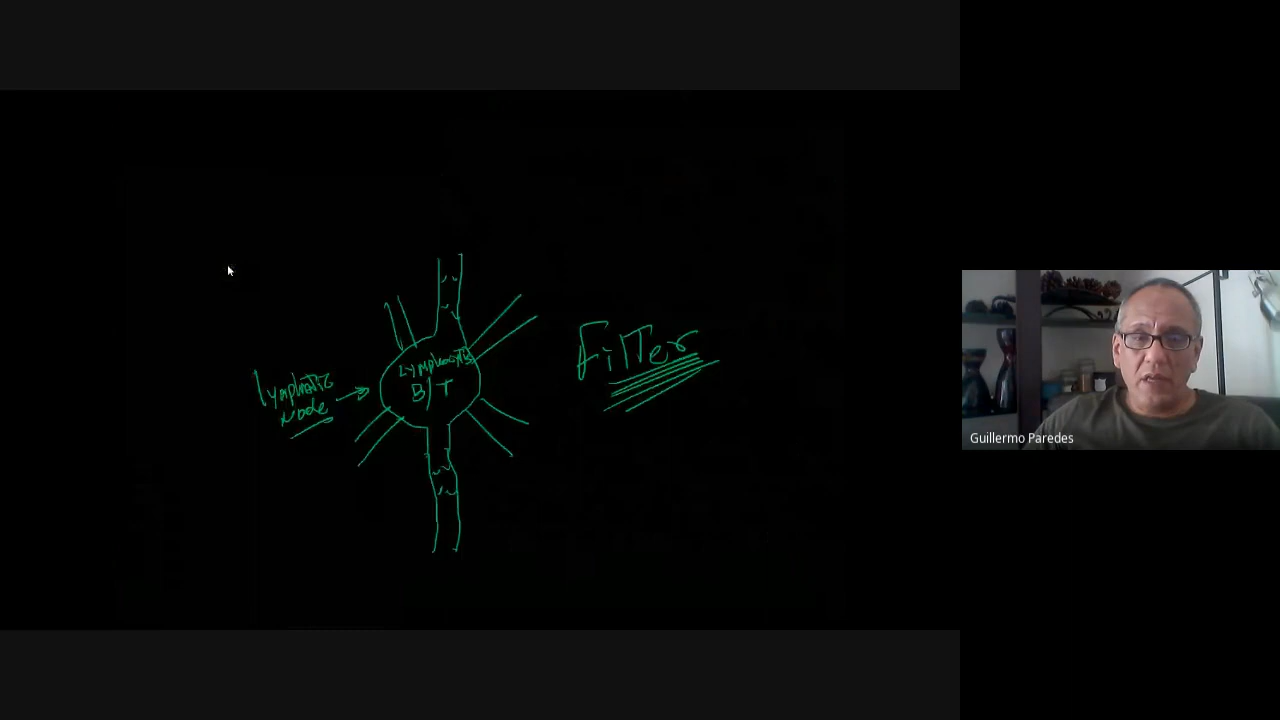 Lymphocytes
B/T
Lymphatic
Node
Filter
Guillermo Paredes